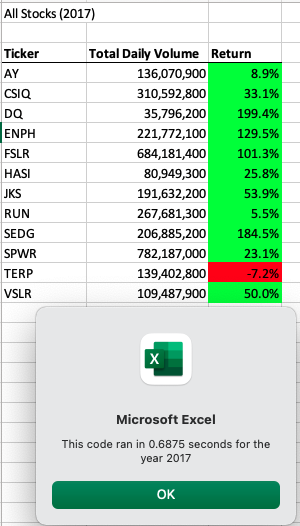 All Stocks (2017)
Ticker Total Daily Volume Return
AY 136,070,900 8.9%
CSIQ 310,592,800 33.1%
DQ 35,796,200 199.4%
ENPH 221,772,100 129.5%
FSLR 684,181,400 101.3%
HASI 80,949,300 25.8%
JKS 191,632,200 53.9%
RUN 267,681,300 5.5%
SEDG 206,885,200 184.5%
SPWR 782,187,000 23.1%
TERP 139,402,800 -7.2%
VSLR 109,487,900 50.0%
X
Microsoft Excel
This code ran in 0.6875 seconds for the
year 2017
OK